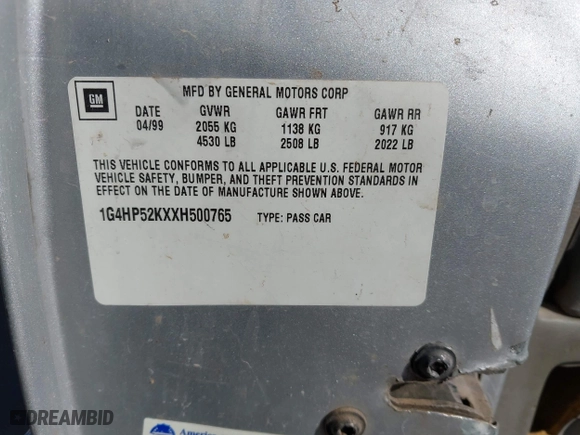 MFD BY GENERAL MOTORS CORP
GM
DATE GVWR GAWR FRT GAWR RR
04/99 2055 KG 1138 KG 917 KG
4530 LB 2508 LB 2022 LB
THIS VEHICLE CONFORMS TO ALL APPLICABLE U.S. FEDERAL MOTOR
VEHICLE SAFETY, BUMPER, AND THEFT PREVENTION STANDARDS IN
EFFECT ON THE DATE OF MANUFACTURE SHOWN ABOVE.
1G4HP52KXXH500765 TYPE: PASS CAR
DREAMBID